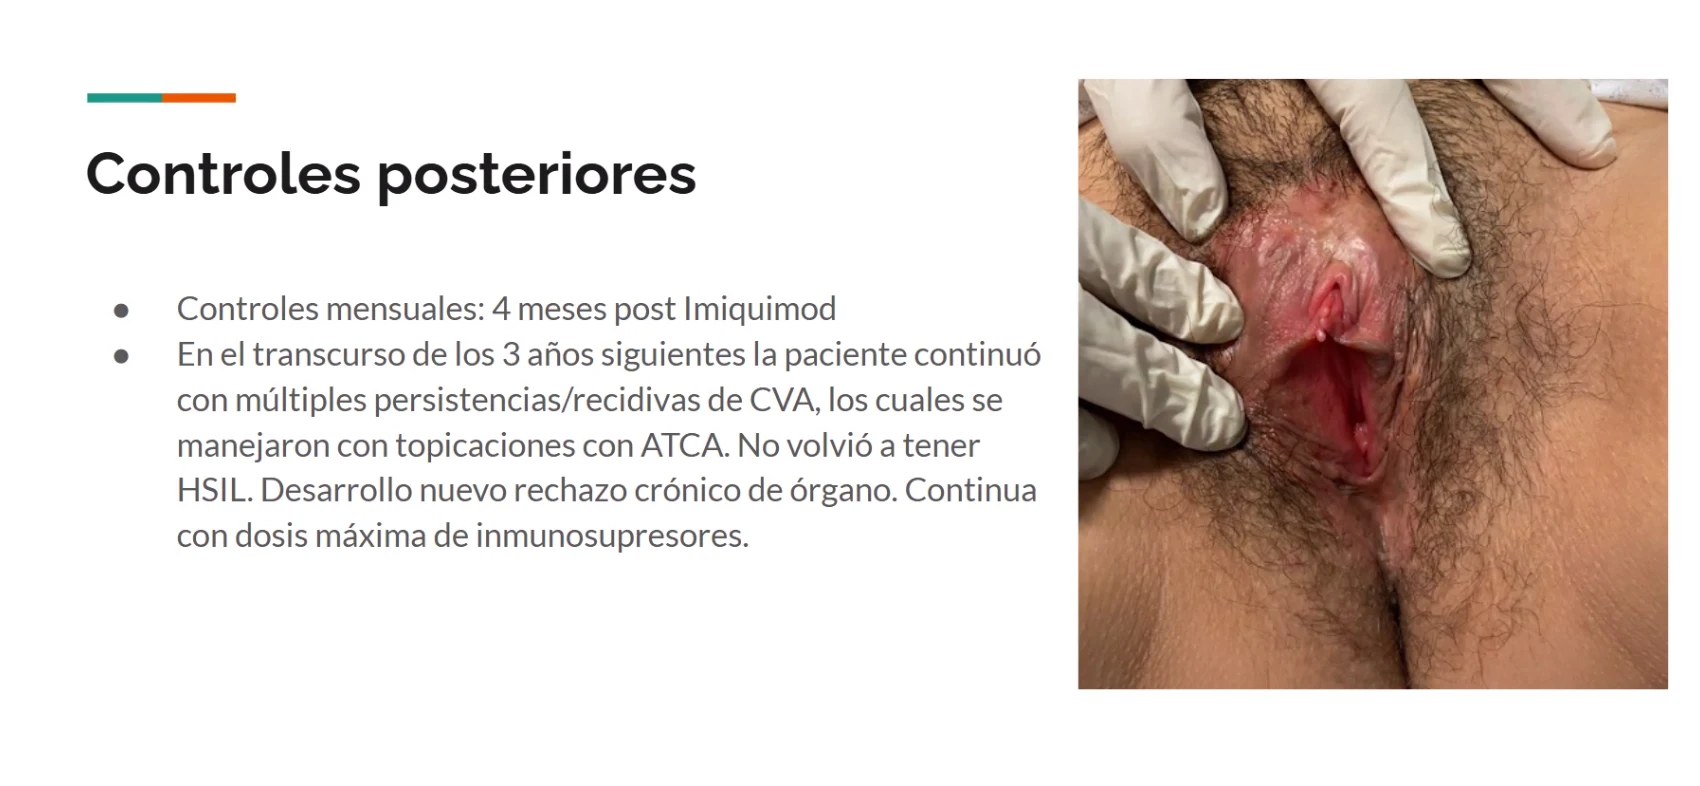 Controles posteriores
● Controles mensuales: 4 meses post Imiquimod
● En el transcurso de los 3 años siguientes la paciente continuó
con múltiples persistencias/recidivas de CVA, los cuales se
manejaron con topicaciones con ATCA. No volvió a tener
HSIL. Desarrollo nuevo rechazo crónico de órgano. Continua
con dosis máxima de inmunosupresores.